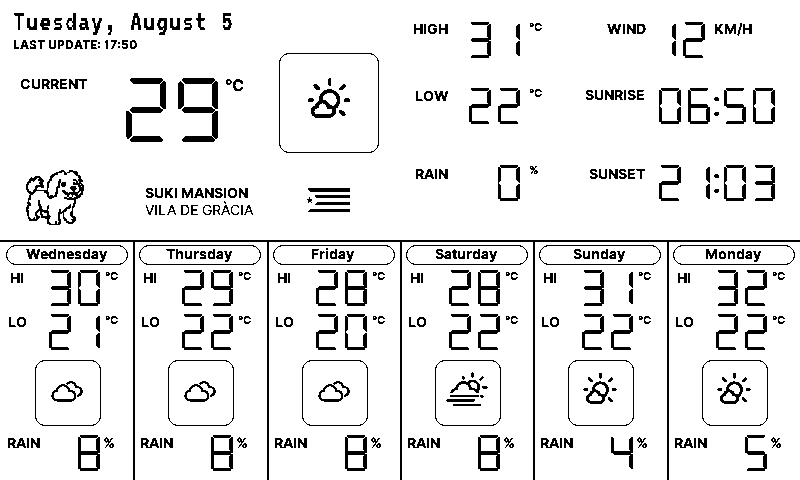 Tuesday, August 5
LAST UPDATE: 17:50
CURRENT 29 °C
SUKI MANSION
VILA DE GRÀCIA
HIGH 31 °C
LOW 22 °C
RAIN 0 %
WIND 12 KM/H
SUNRISE 06:50
SUNSET 21:03
Wednesday
HI 30 °C
LO 21 °C
RAIN 8 %
Thursday
HI 29 °C
LO 22 °C
RAIN 8 %
Friday
HI 28 °C
LO 20 °C
RAIN 8 %
Saturday
HI 28 °C
LO 22 °C
RAIN 8 %
Sunday
HI 31 °C
LO 22 °C
RAIN 4 %
Monday
HI 32 °C
LO 22 °C
RAIN 5 %